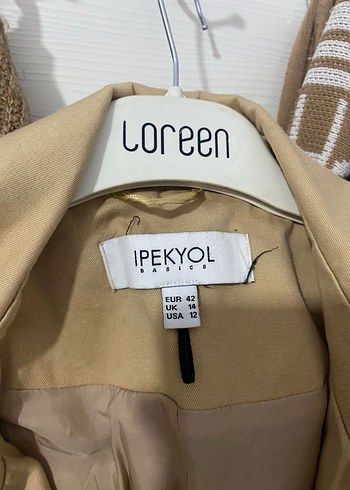 LOREEN
IPEKYOL
BASICS
EUR 42
UK 14
USA 12